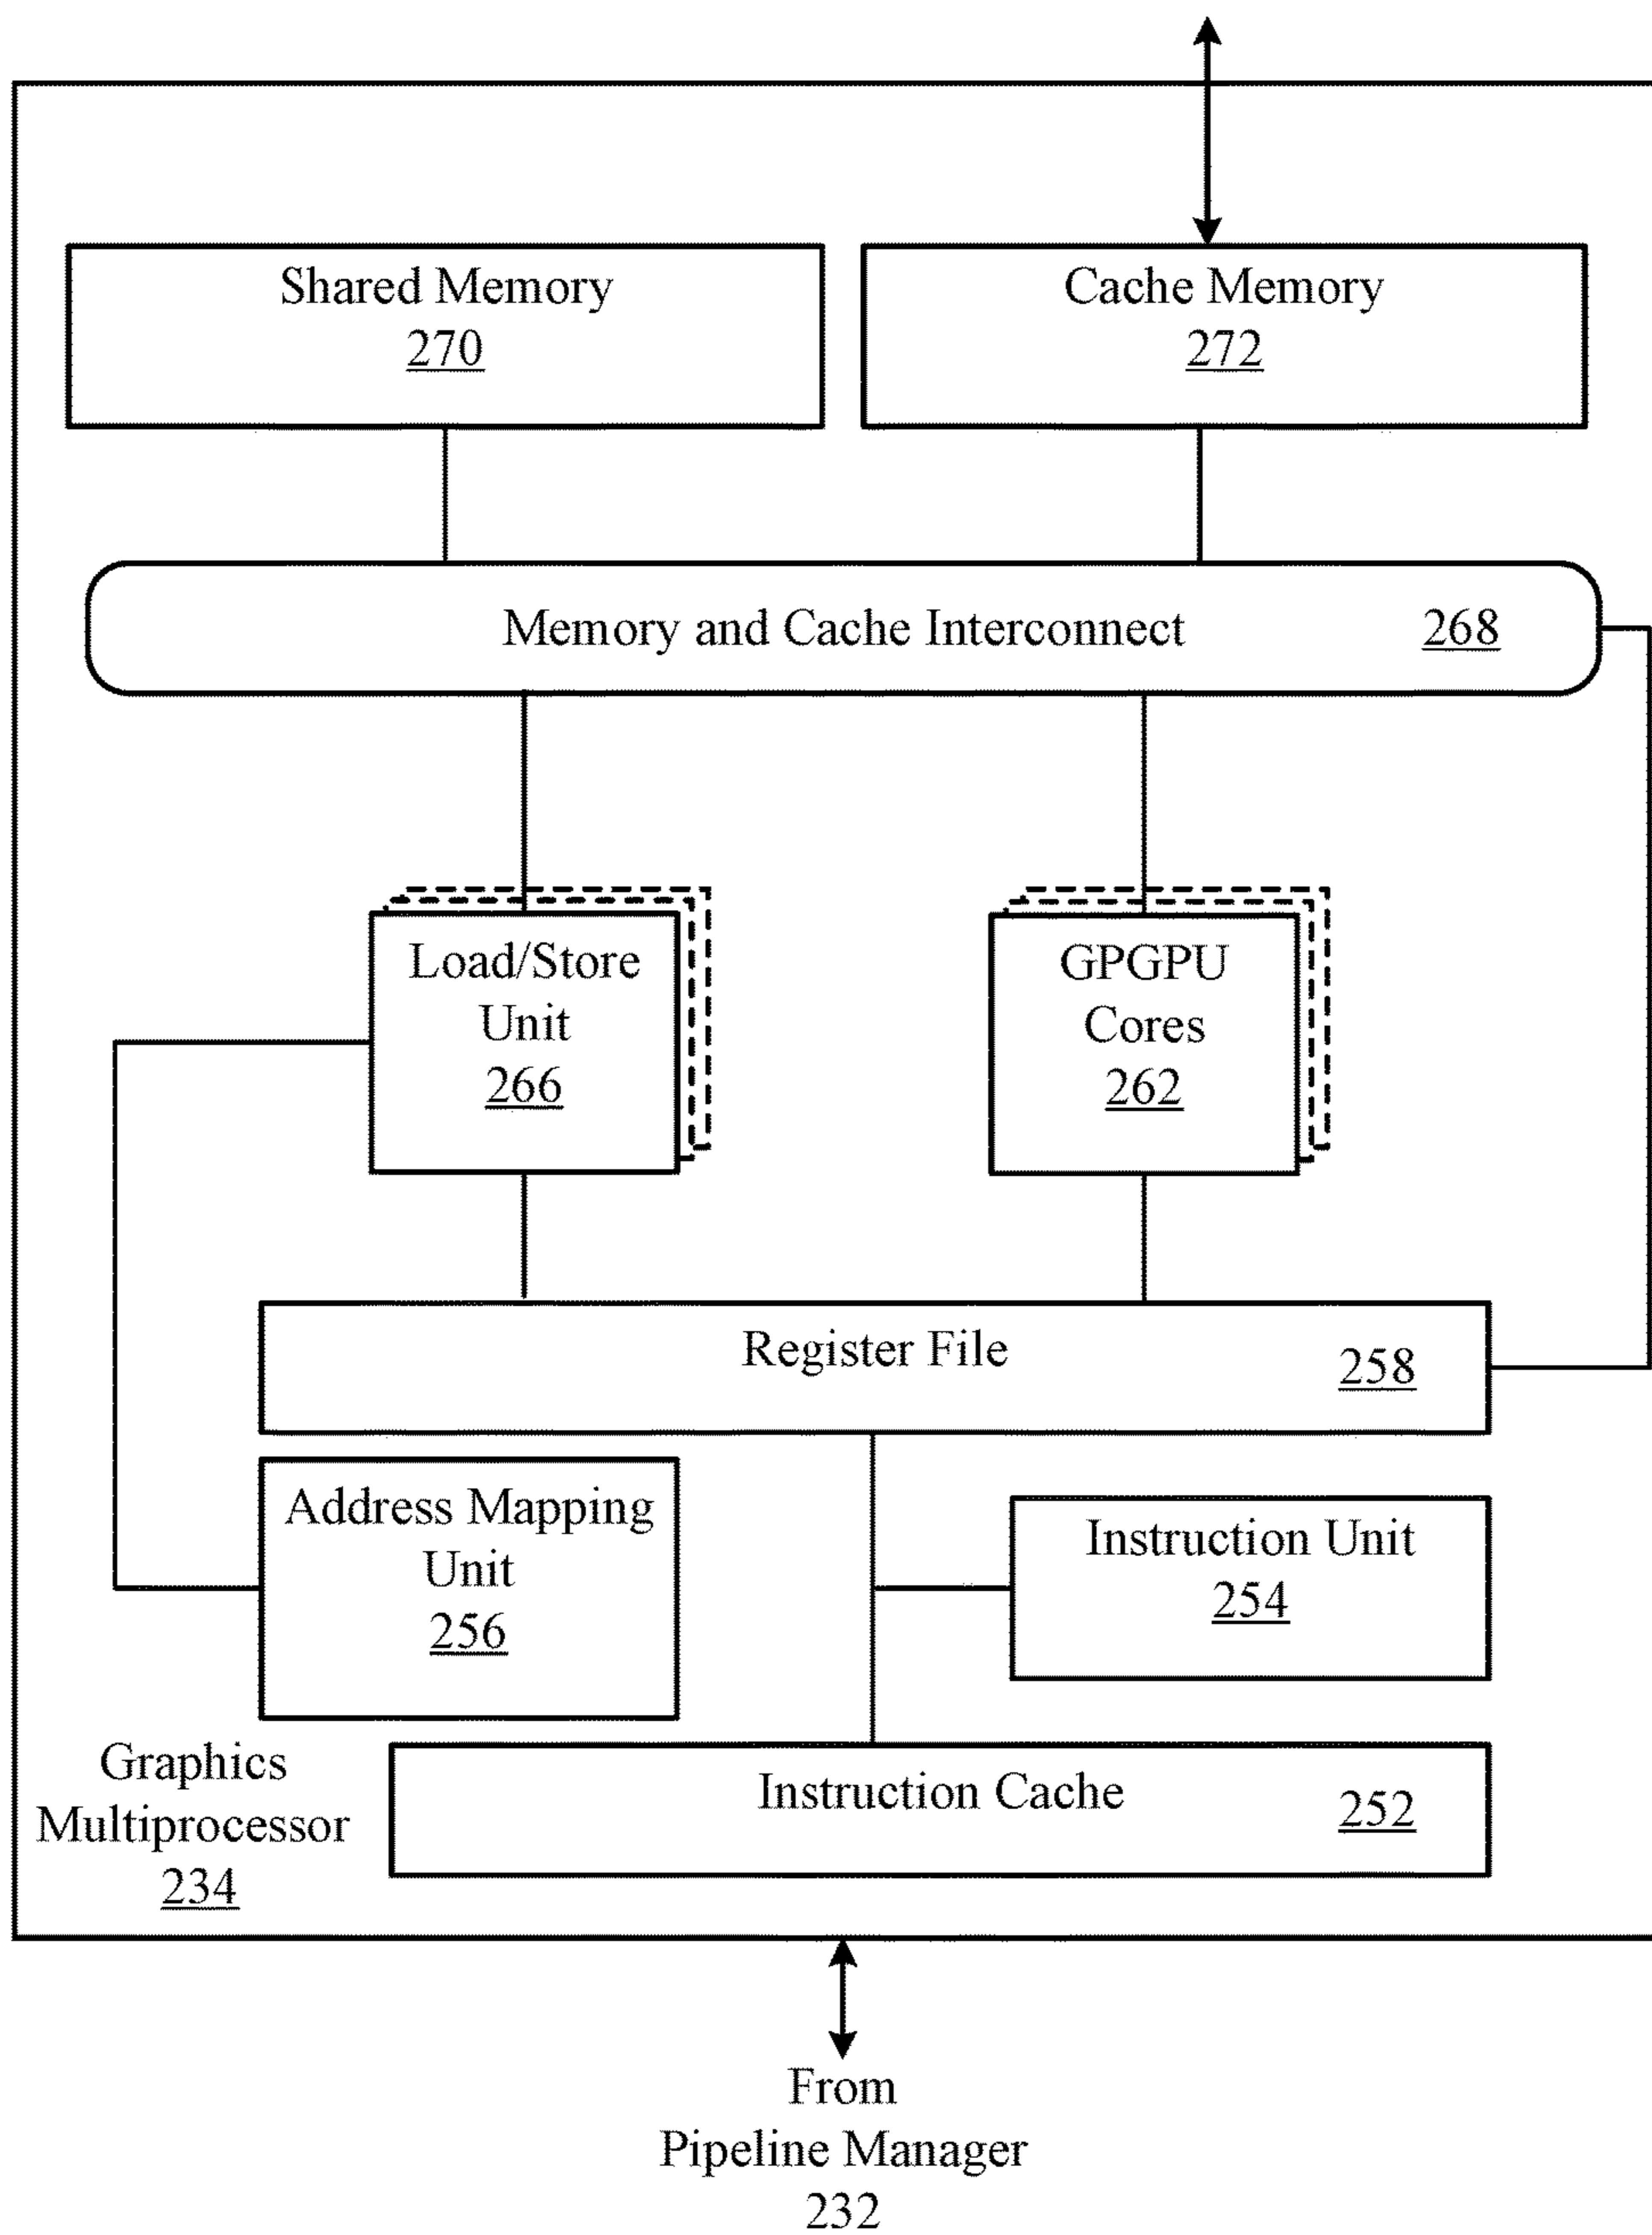 Shared Memory
270
Cache Memory
272
Memory and Cache Interconnect 268
Load/Store
Unit
266
GPGPU
Cores
262
Register File 258
Address Mapping
Unit
256
Instruction Unit
254
Graphics
Multiprocessor
234
Instruction Cache 252
From
Pipeline Manager
232